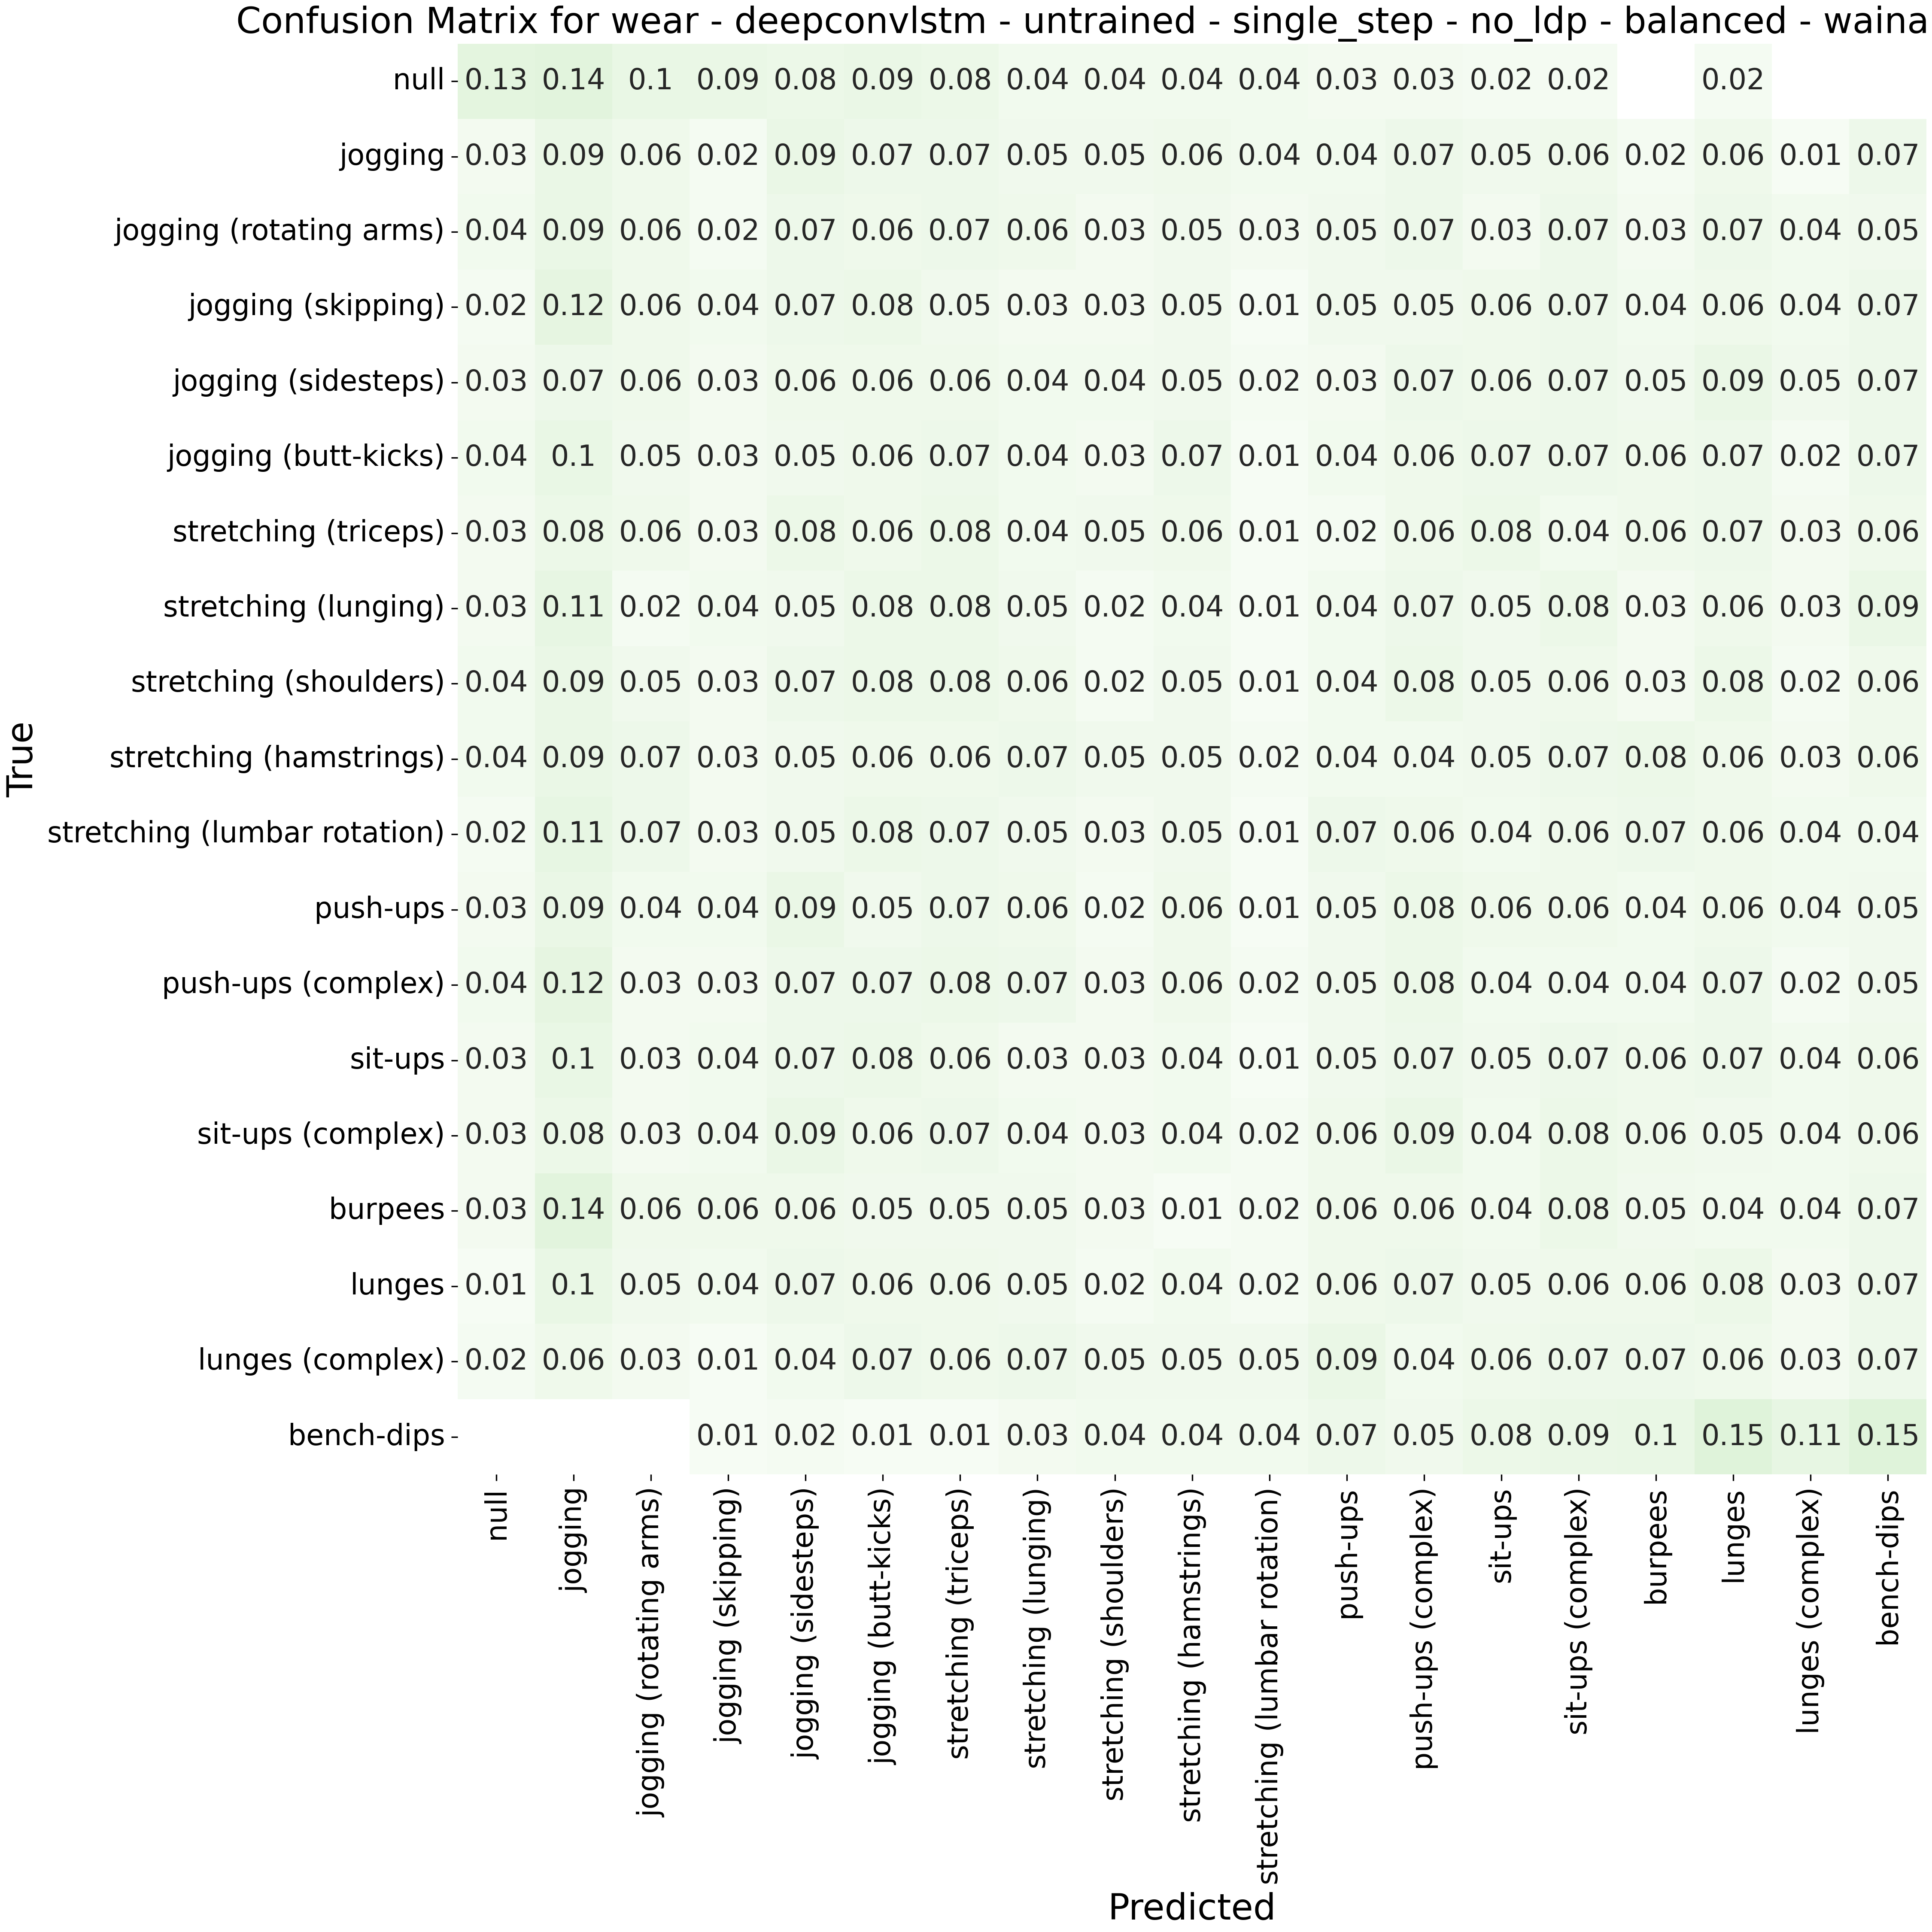 Confusion Matrix for wear - deepconvlstm - untrained - single_step - no_ldp - balanced - waina
null 0.13 0.14 0.1 0.09 0.08 0.09 0.08 0.04 0.04 0.04 0.04 0.03 0.03 0.02 0.02 0.02
jogging 0.03 0.09 0.06 0.02 0.09 0.07 0.07 0.05 0.05 0.06 0.04 0.04 0.07 0.05 0.06 0.02 0.06 0.01 0.07
jogging (rotating arms) 0.04 0.09 0.06 0.02 0.07 0.06 0.07 0.06 0.03 0.05 0.03 0.05 0.07 0.03 0.07 0.03 0.07 0.04 0.05
jogging (skipping) 0.02 0.12 0.06 0.04 0.07 0.08 0.05 0.03 0.03 0.05 0.01 0.05 0.05 0.06 0.07 0.04 0.06 0.04 0.07
jogging (sidesteps) 0.03 0.07 0.06 0.03 0.06 0.06 0.06 0.04 0.04 0.05 0.02 0.03 0.07 0.06 0.07 0.05 0.09 0.05 0.07
jogging (butt-kicks) 0.04 0.1 0.05 0.03 0.05 0.06 0.07 0.04 0.03 0.07 0.01 0.04 0.06 0.07 0.07 0.06 0.07 0.02 0.07
stretching (triceps) 0.03 0.08 0.06 0.03 0.08 0.06 0.08 0.04 0.05 0.06 0.01 0.02 0.06 0.08 0.04 0.06 0.07 0.03 0.06
stretching (lunging) 0.03 0.11 0.02 0.04 0.05 0.08 0.08 0.05 0.02 0.04 0.01 0.04 0.07 0.05 0.08 0.03 0.06 0.03 0.09
stretching (shoulders) 0.04 0.09 0.05 0.03 0.07 0.08 0.08 0.06 0.02 0.05 0.01 0.04 0.08 0.05 0.06 0.03 0.08 0.02 0.06
stretching (hamstrings) 0.04 0.09 0.07 0.03 0.05 0.06 0.06 0.07 0.05 0.05 0.02 0.04 0.04 0.05 0.07 0.08 0.06 0.03 0.06
stretching (lumbar rotation) 0.02 0.11 0.07 0.03 0.05 0.08 0.07 0.05 0.03 0.05 0.01 0.07 0.06 0.04 0.06 0.07 0.06 0.04 0.04
push-ups 0.03 0.09 0.04 0.04 0.09 0.05 0.07 0.06 0.02 0.06 0.01 0.05 0.08 0.06 0.06 0.04 0.06 0.04 0.05
push-ups (complex) 0.04 0.12 0.03 0.03 0.07 0.07 0.08 0.07 0.03 0.06 0.02 0.05 0.08 0.04 0.04 0.04 0.07 0.02 0.05
sit-ups 0.03 0.1 0.03 0.04 0.07 0.08 0.06 0.03 0.03 0.04 0.01 0.05 0.07 0.05 0.07 0.06 0.07 0.04 0.06
sit-ups (complex) 0.03 0.08 0.03 0.04 0.09 0.06 0.07 0.04 0.03 0.04 0.02 0.06 0.09 0.04 0.08 0.06 0.05 0.04 0.06
burpees 0.03 0.14 0.06 0.06 0.06 0.05 0.05 0.05 0.03 0.01 0.02 0.06 0.06 0.04 0.08 0.05 0.04 0.04 0.07
lunges 0.01 0.1 0.05 0.04 0.07 0.06 0.06 0.05 0.02 0.04 0.02 0.06 0.07 0.05 0.06 0.06 0.08 0.03 0.07
lunges (complex) 0.02 0.06 0.03 0.01 0.04 0.07 0.06 0.07 0.05 0.05 0.05 0.09 0.04 0.06 0.07 0.07 0.06 0.03 0.07
bench-dips 0.01 0.02 0.01 0.01 0.03 0.04 0.04 0.04 0.07 0.05 0.08 0.09 0.1 0.15 0.11 0.15
True
null
jogging
jogging (rotating arms)
jogging (skipping)
jogging (sidesteps)
jogging (butt-kicks)
stretching (triceps)
stretching (lunging)
stretching (shoulders)
stretching (hamstrings)
stretching (lumbar rotation)
push-ups
push-ups (complex)
sit-ups
sit-ups (complex)
burpees
lunges
lunges (complex)
bench-dips
Predicted